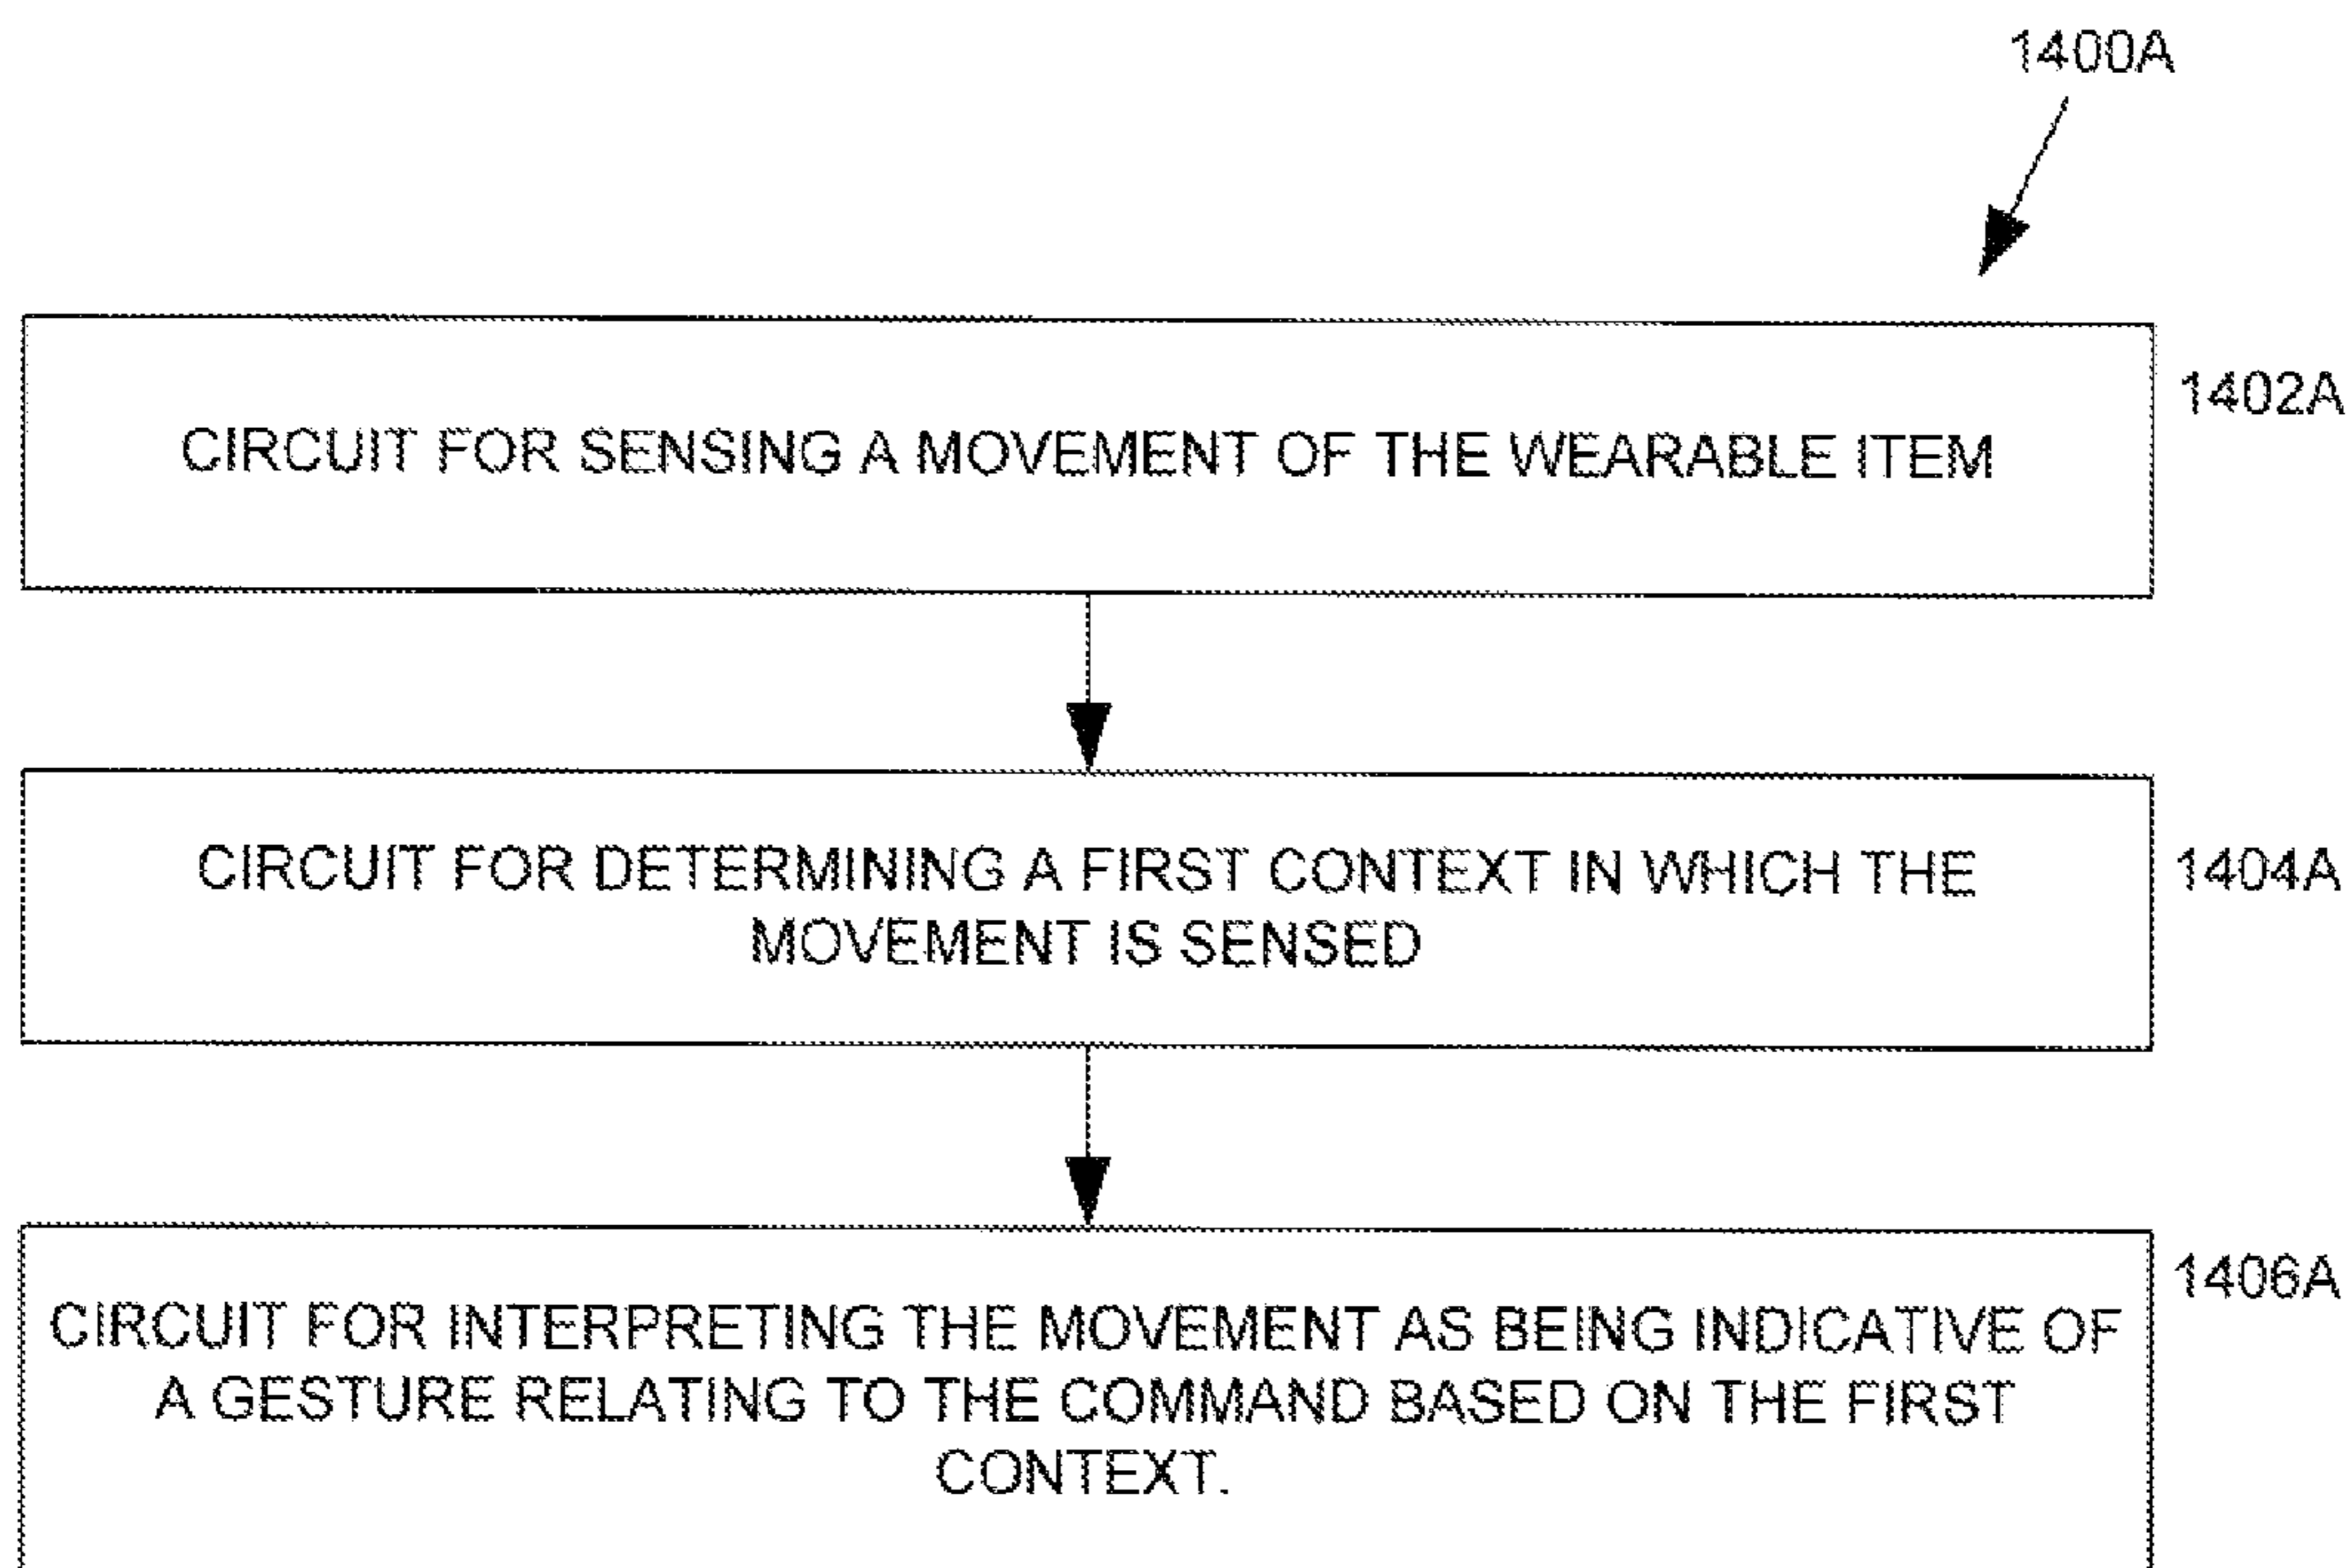 1400A
1402A
CIRCUIT FOR SENSING A MOVEMENT OF THE WEARABLE ITEM
CIRCUIT FOR DETERMINING A FIRST CONTEXT IN WHICH THE
MOVEMENT IS SENSED
1404A
1406A
CIRCUIT FOR INTERPRETING THE MOVEMENT AS BEING INDICATIVE OF
A GESTURE RELATING TO THE COMMAND BASED ON THE FIRST
CONTEXT.